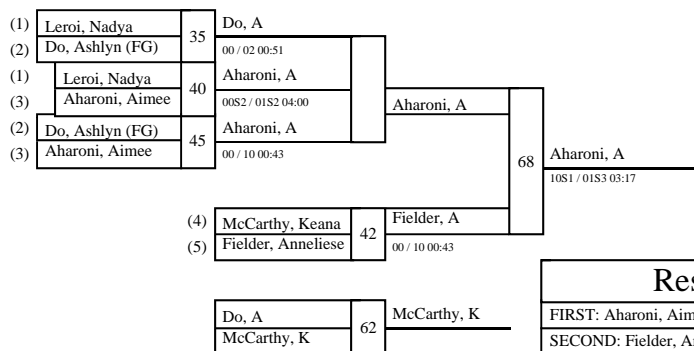 (1) Leroi, Nadya 35 Do, A
(2) Do, Ashlyn (FG) 00 / 02 00:51
(1) Leroi, Nadya 40 Aharoni, A
(3) Aharoni, Aimee 00S2 / 01S2 04:00
Aharoni, A
(2) Do, Ashlyn (FG) 45 Aharoni, A
(3) Aharoni, Aimee 00 / 10 00:43
68 Aharoni, A
10S1 / 01S3 03:17
(4) McCarthy, Keana 42 Fielder, A
(5) Fielder, Anneliese 00 / 10 00:43
Do, A 62 McCarthy, K
McCarthy, K
Res
FIRST: Aharoni, Aim
SECOND: Fielder, A